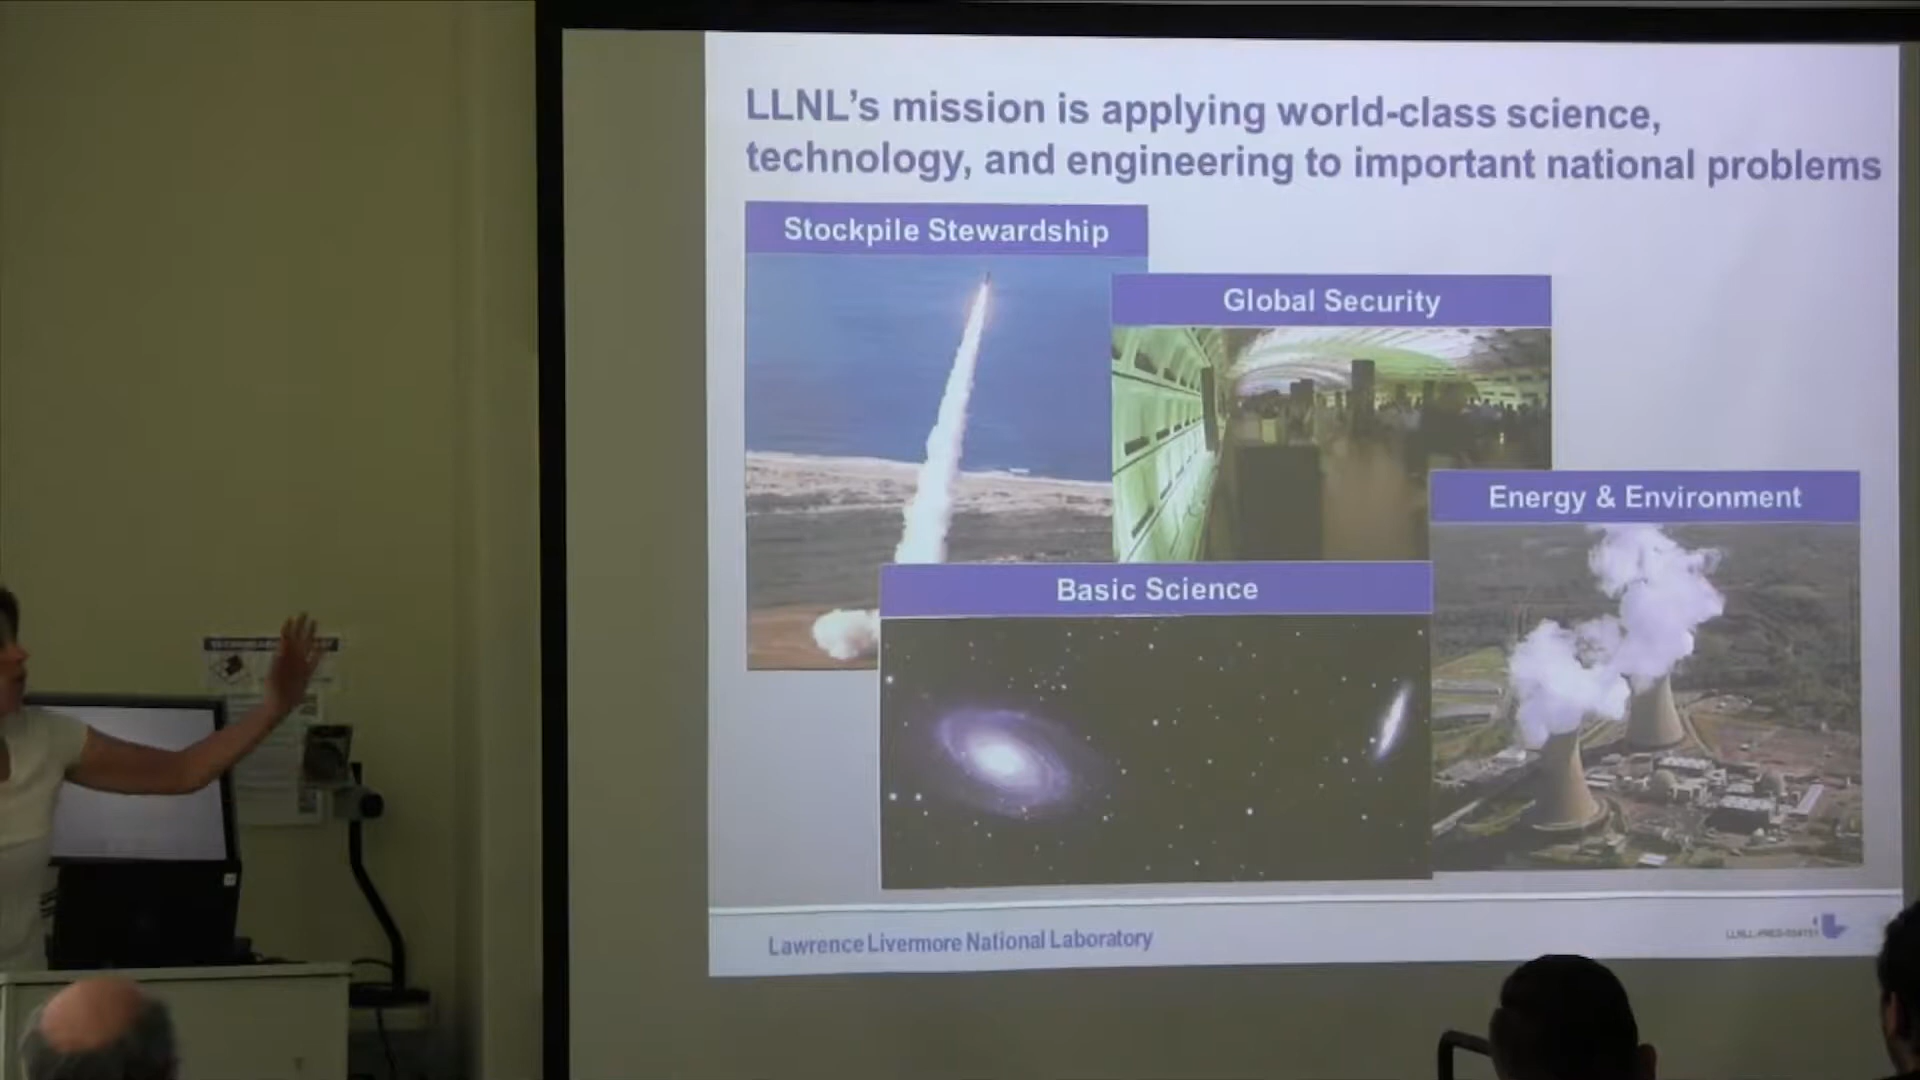 LLNL's mission is applying world-class science,
technology, and engineering to important national problems
Stockpile Stewardship
Global Security
Energy & Environment
Basic Science
Lawrence Livermore National Laboratory